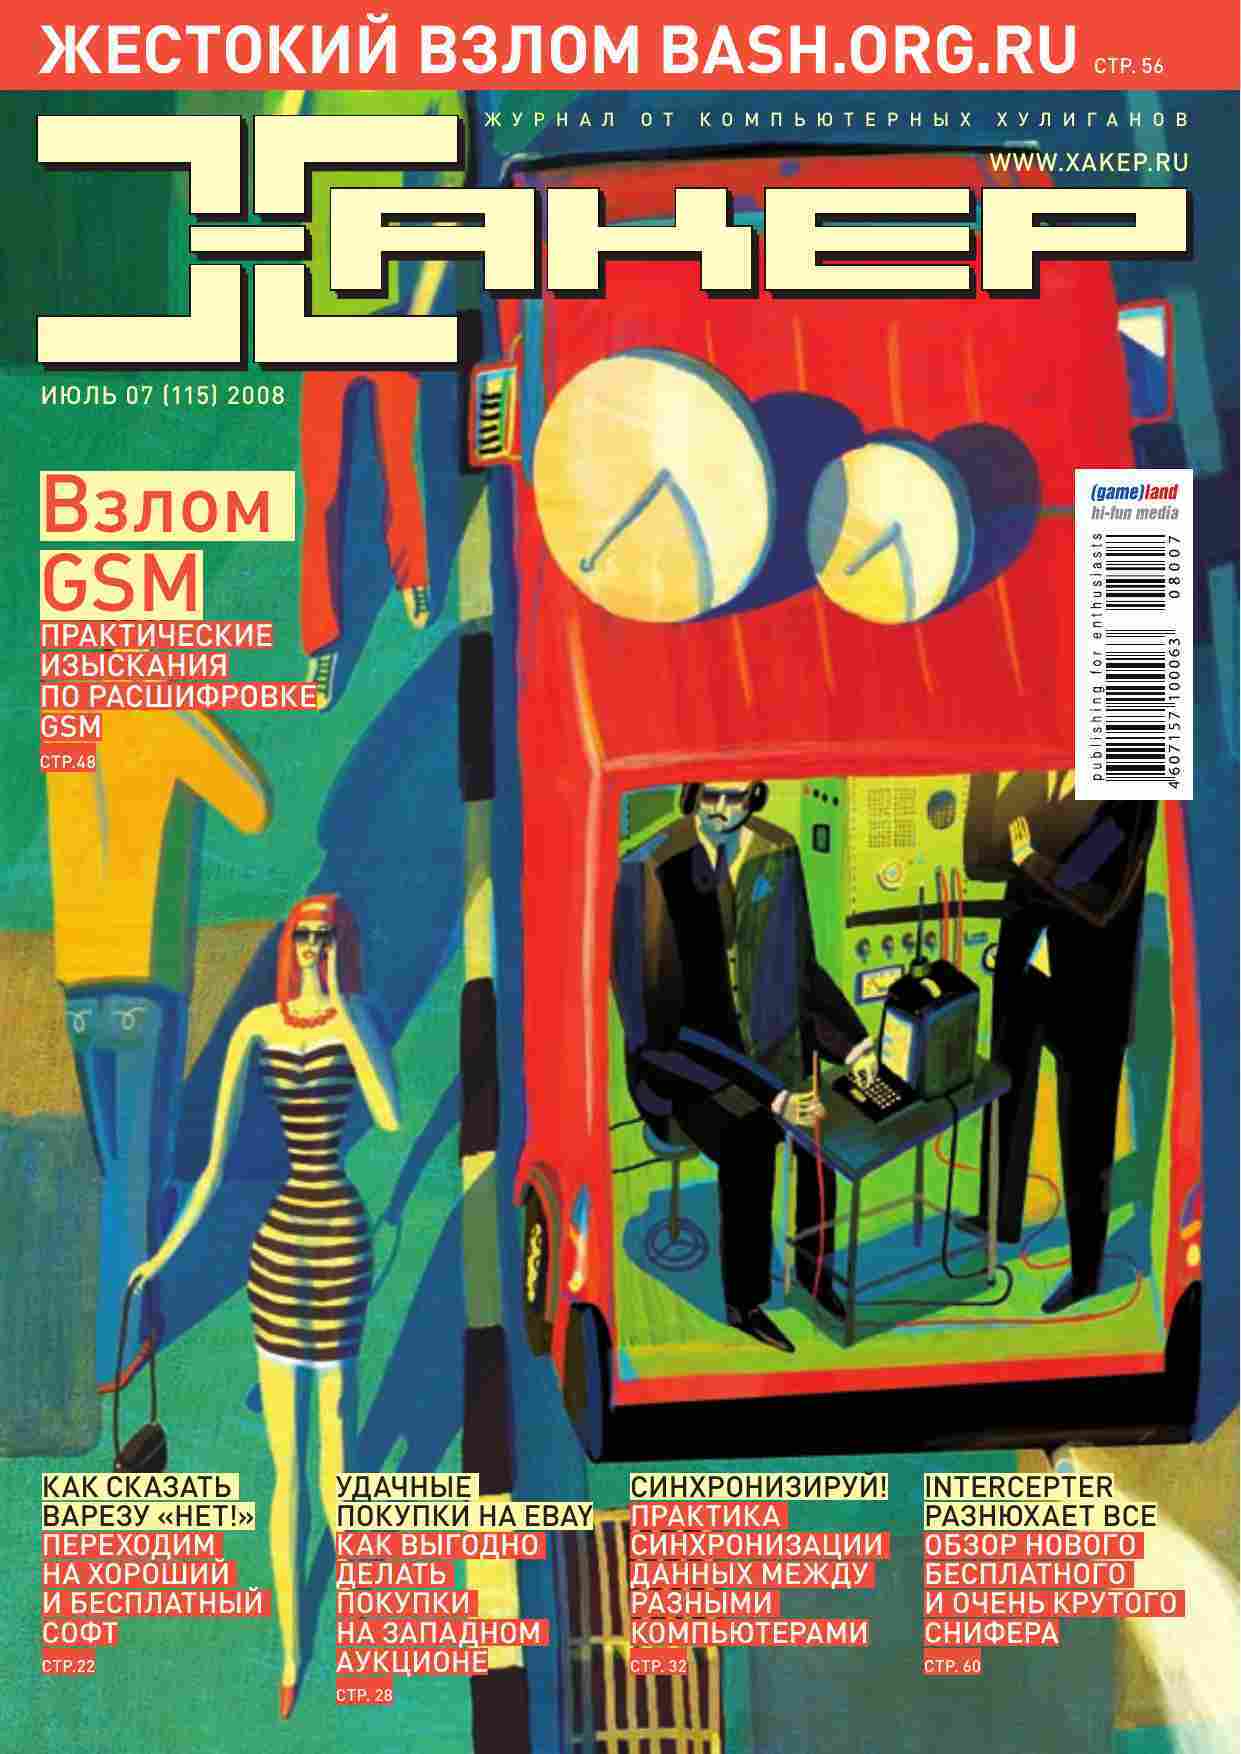 ЖЕСТОКИЙ ВЗЛОМ BASH.ORG.RU СТР. 56
ЖУРНАЛ ОТ КОМПЬЮТЕРНЫХ ХУЛИГАНОВ
WWW.XAKEP.RU
ХАКЕР
ИЮЛЬ 07 (115) 2008
Взлом
GSM
ПРАКТИЧЕСКИЕ
ИЗЫСКАНИЯ
ПО РАСШИФРОВКЕ
GSM
СТР.48
(game)land
hi-fun media
publishing for enthusiasts
4607157100063
08007
КАК СКАЗАТЬ
ВАРЕЗУ «НЕТ!»
ПЕРЕХОДИМ
НА ХОРОШИЙ
И БЕСПЛАТНЫЙ
СОФТ
СТР.22
УДАЧНЫЕ
ПОКУПКИ НА EBAY
КАК ВЫГОДНО
ДЕЛАТЬ
ПОКУПКИ
НА ЗАПАДНОМ
АУКЦИОНЕ
СТР. 28
СИНХРОНИЗИРУЙ!
ПРАКТИКА
СИНХРОНИЗАЦИИ
ДАННЫХ МЕЖДУ
РАЗНЫМИ
КОМПЬЮТЕРАМИ
СТР. 32
INTERCEPTER
РАЗНЮХАЕТ ВСЕ
ОБЗОР НОВОГО
БЕСПЛАТНОГО
И ОЧЕНЬ КРУТОГО
СНИФЕРА
СТР. 60